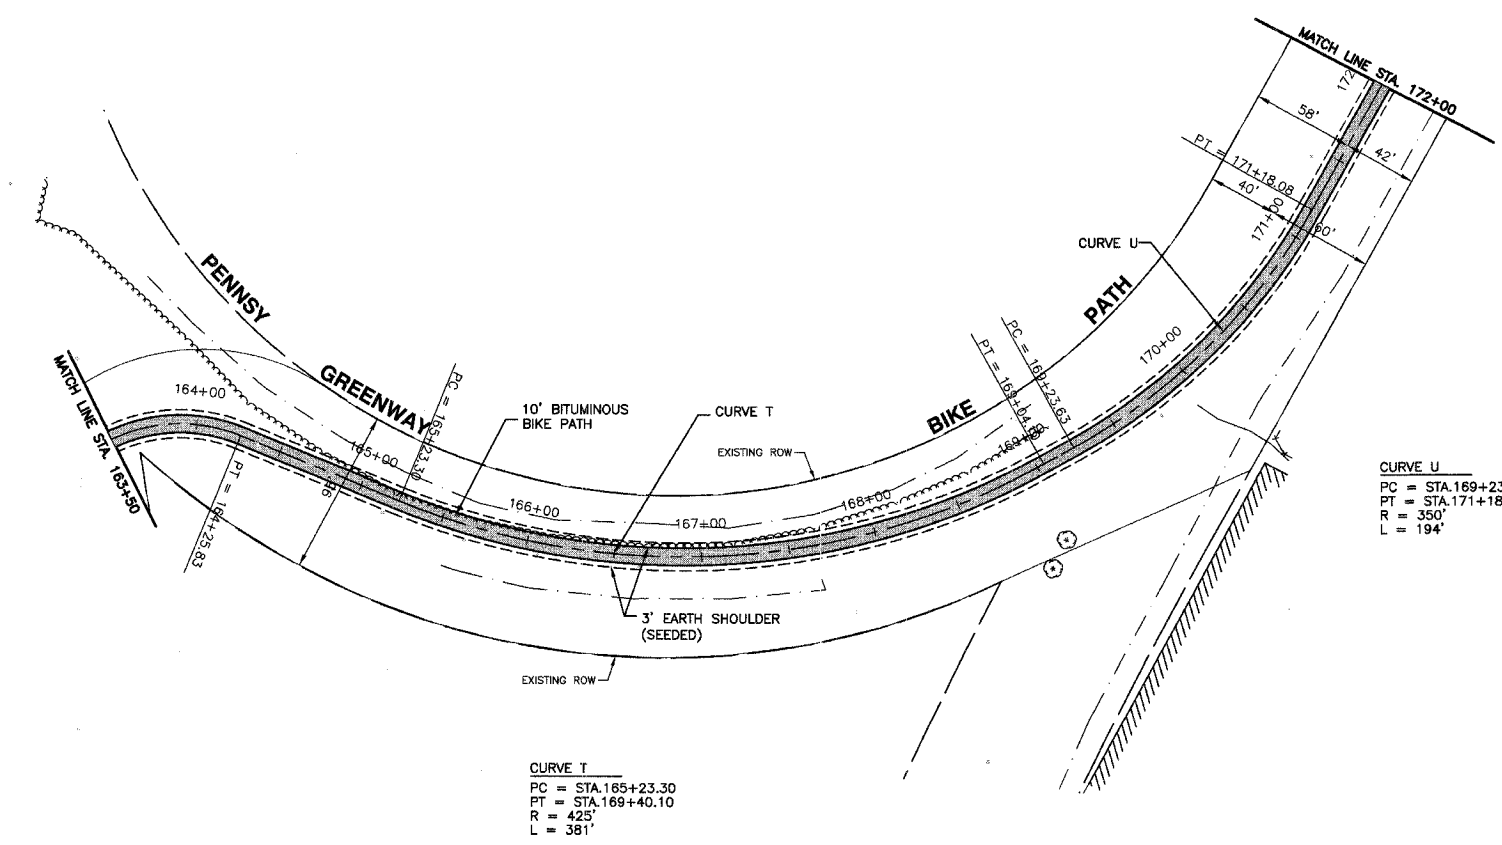 MATCH LINE STA. 172+00
172
58'
42'
PT = 171+18.08
40'
171+00
60'
CURVE U
PENNSY
GREENWAY
BIKE
PATH
170+00
PC = 169+23.63
PT = 169+04.
169+00
MATCH LINE STA. 163+50
164+00
PT = 164+25.83
165+00
PC = 165+23.30
10' BITUMINOUS
BIKE PATH
CURVE T
EXISTING ROW
166+00
167+00
168+00
3' EARTH SHOULDER
(SEEDED)
EXISTING ROW
CURVE U
PC = STA.169+23
PT = STA.171+18
R = 350'
L = 194'
CURVE T
PC = STA.165+23.30
PT = STA.169+40.10
R = 425'
L = 381'